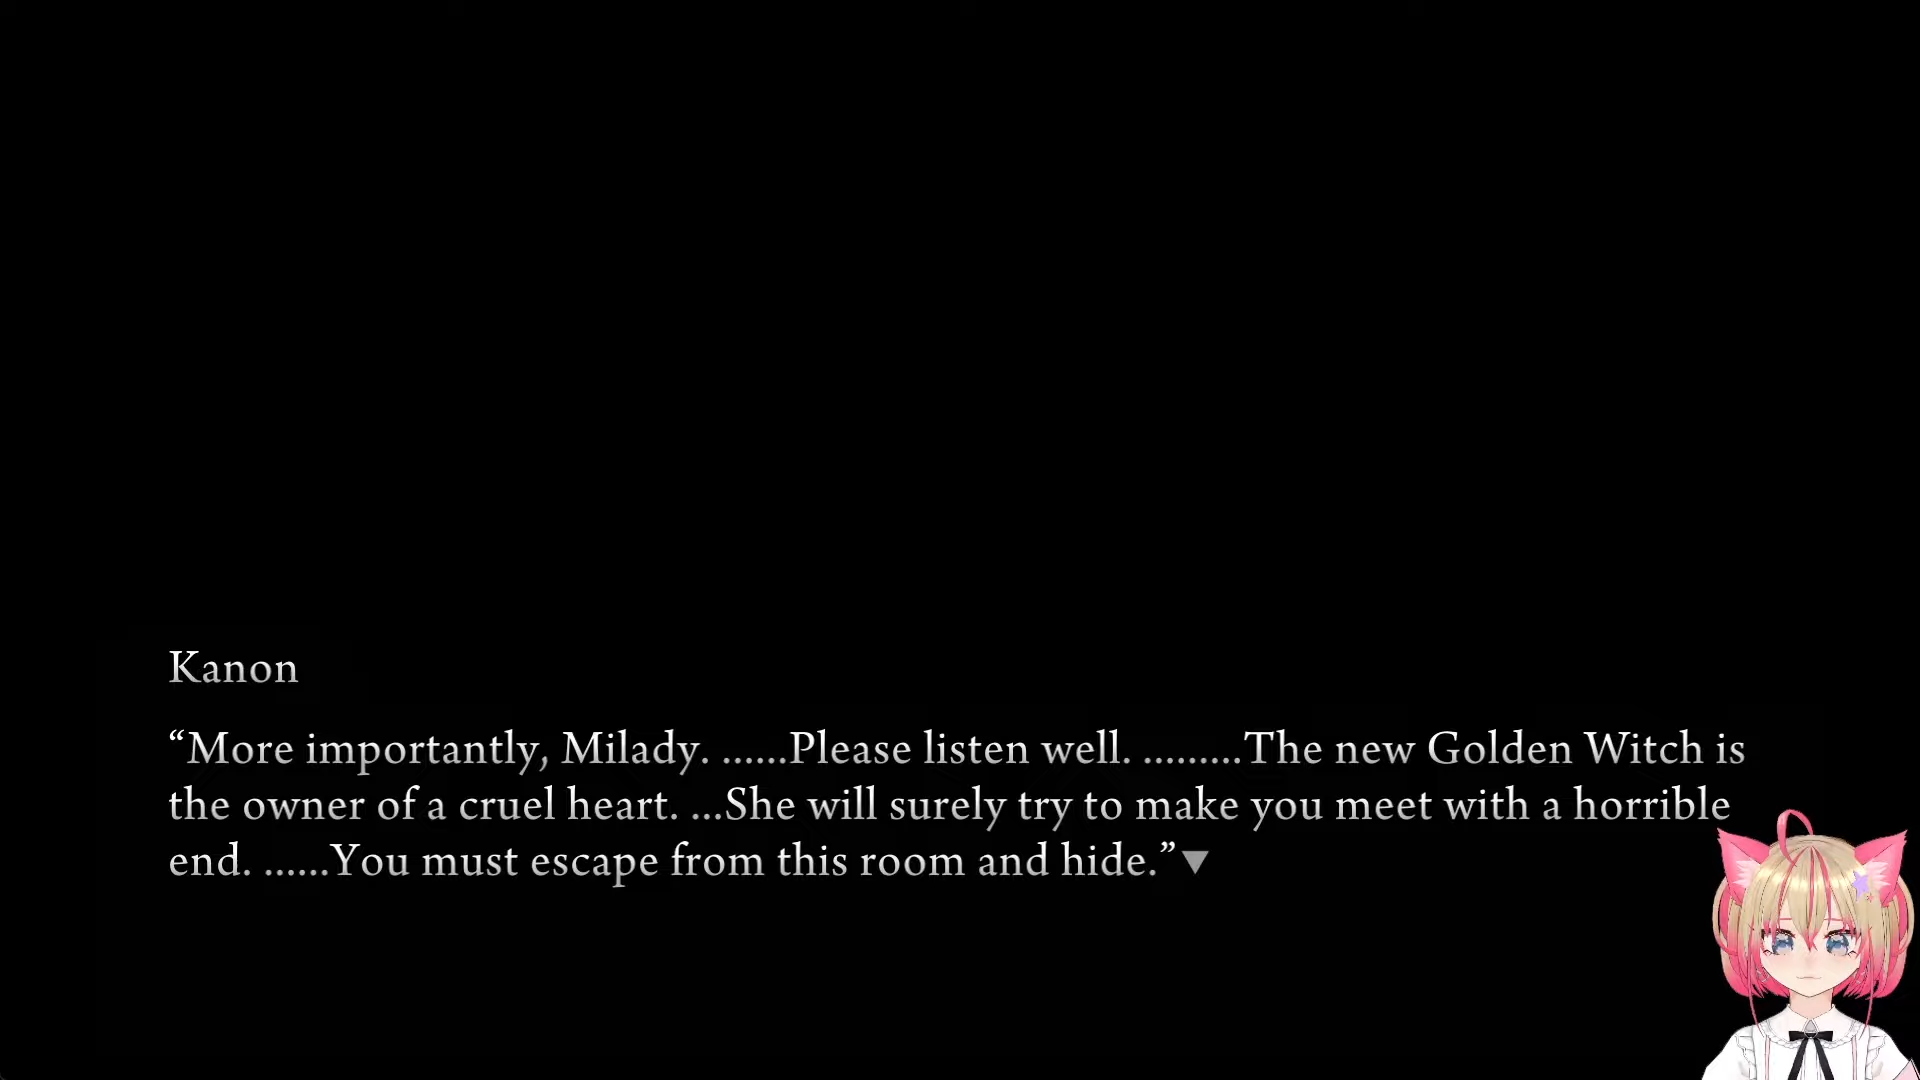 Kanon
“More importantly, Milady. ......Please listen well. .........The new Golden Witch is
the owner of a cruel heart. ...She will surely try to make you meet with a horrible
end. ......You must escape from this room and hide.”▼